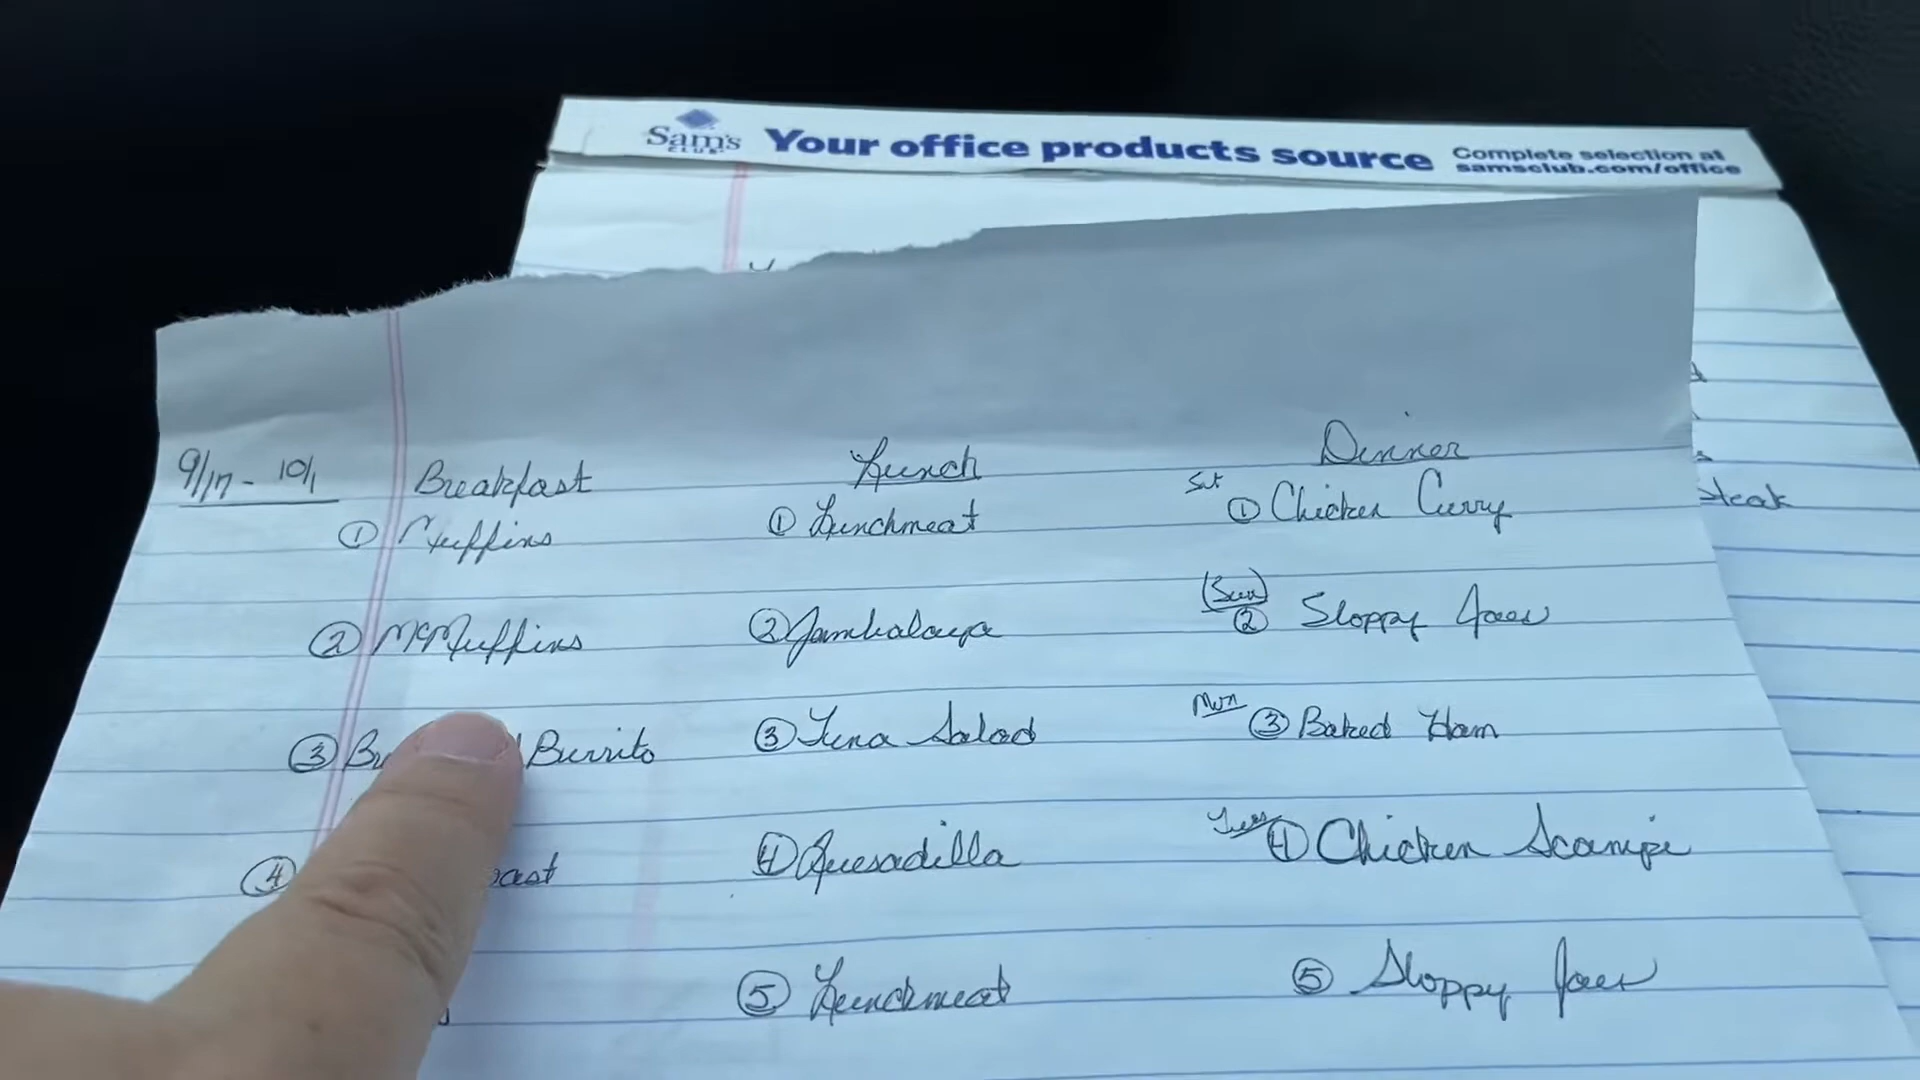 Sam's CLUB Your office products source Complete selection at
samsclub.com/office
9/17 - 10/1 Breakfast Lunch Dinner
① Muffins ① Lunchmeat Sat ① Chicken Curry
② McMuffins ② Jambalaya (Sun) ② Sloppy Joes
③ Burrito ③ Tuna Salad Mon ③ Baked Ham
④ ④ Quesadilla Tues ④ Chicken Scampi
⑤ Lunchmeat ⑤ Sloppy Joes
Steak